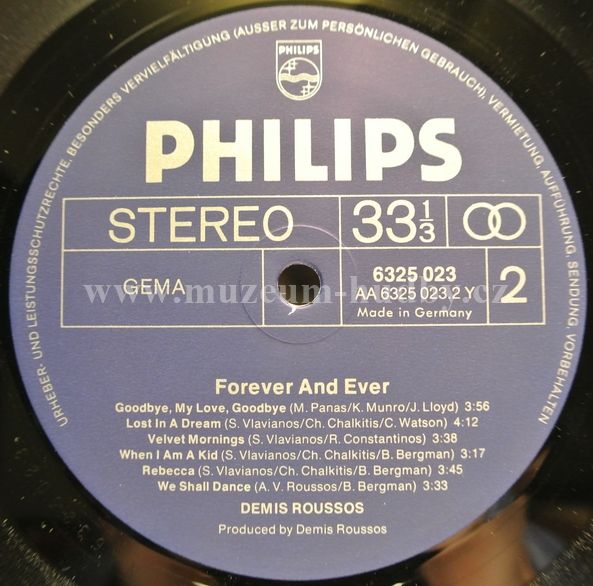 URHEBER- UND LEISTUNGSSCHUTZRECHTE, BESONDERS VERVIELFÄLTIGUNG (AUSSER ZUM PERSÖNLICHEN GEBRAUCH), VERMIETUNG, AUFFÜHRUNG, SENDUNG, VORBEHALTEN
PHILIPS
PHILIPS
STEREO 33 1/3
GEMA 6325 023 2
AA 6325 023.2 Y
Made in Germany
www.muzeum-hudby.cz
Forever And Ever
Goodbye, My Love, Goodbye (M. Panas/K. Munro/J. Lloyd) 3:56
Lost In A Dream (S. Vlavianos/Ch. Chalkitis/C. Watson) 4:12
Velvet Mornings (S. Vlavianos/R. Constantinos) 3:38
When I Am A Kid (S. Vlavianos/Ch. Chalkitis/B. Bergman) 3:17
Rebecca (S. Vlavianos/Ch. Chalkitis/B. Bergman) 3:45
We Shall Dance (A. V. Roussos/B. Bergman) 3:33
DEMIS ROUSSOS
Produced by Demis Roussos